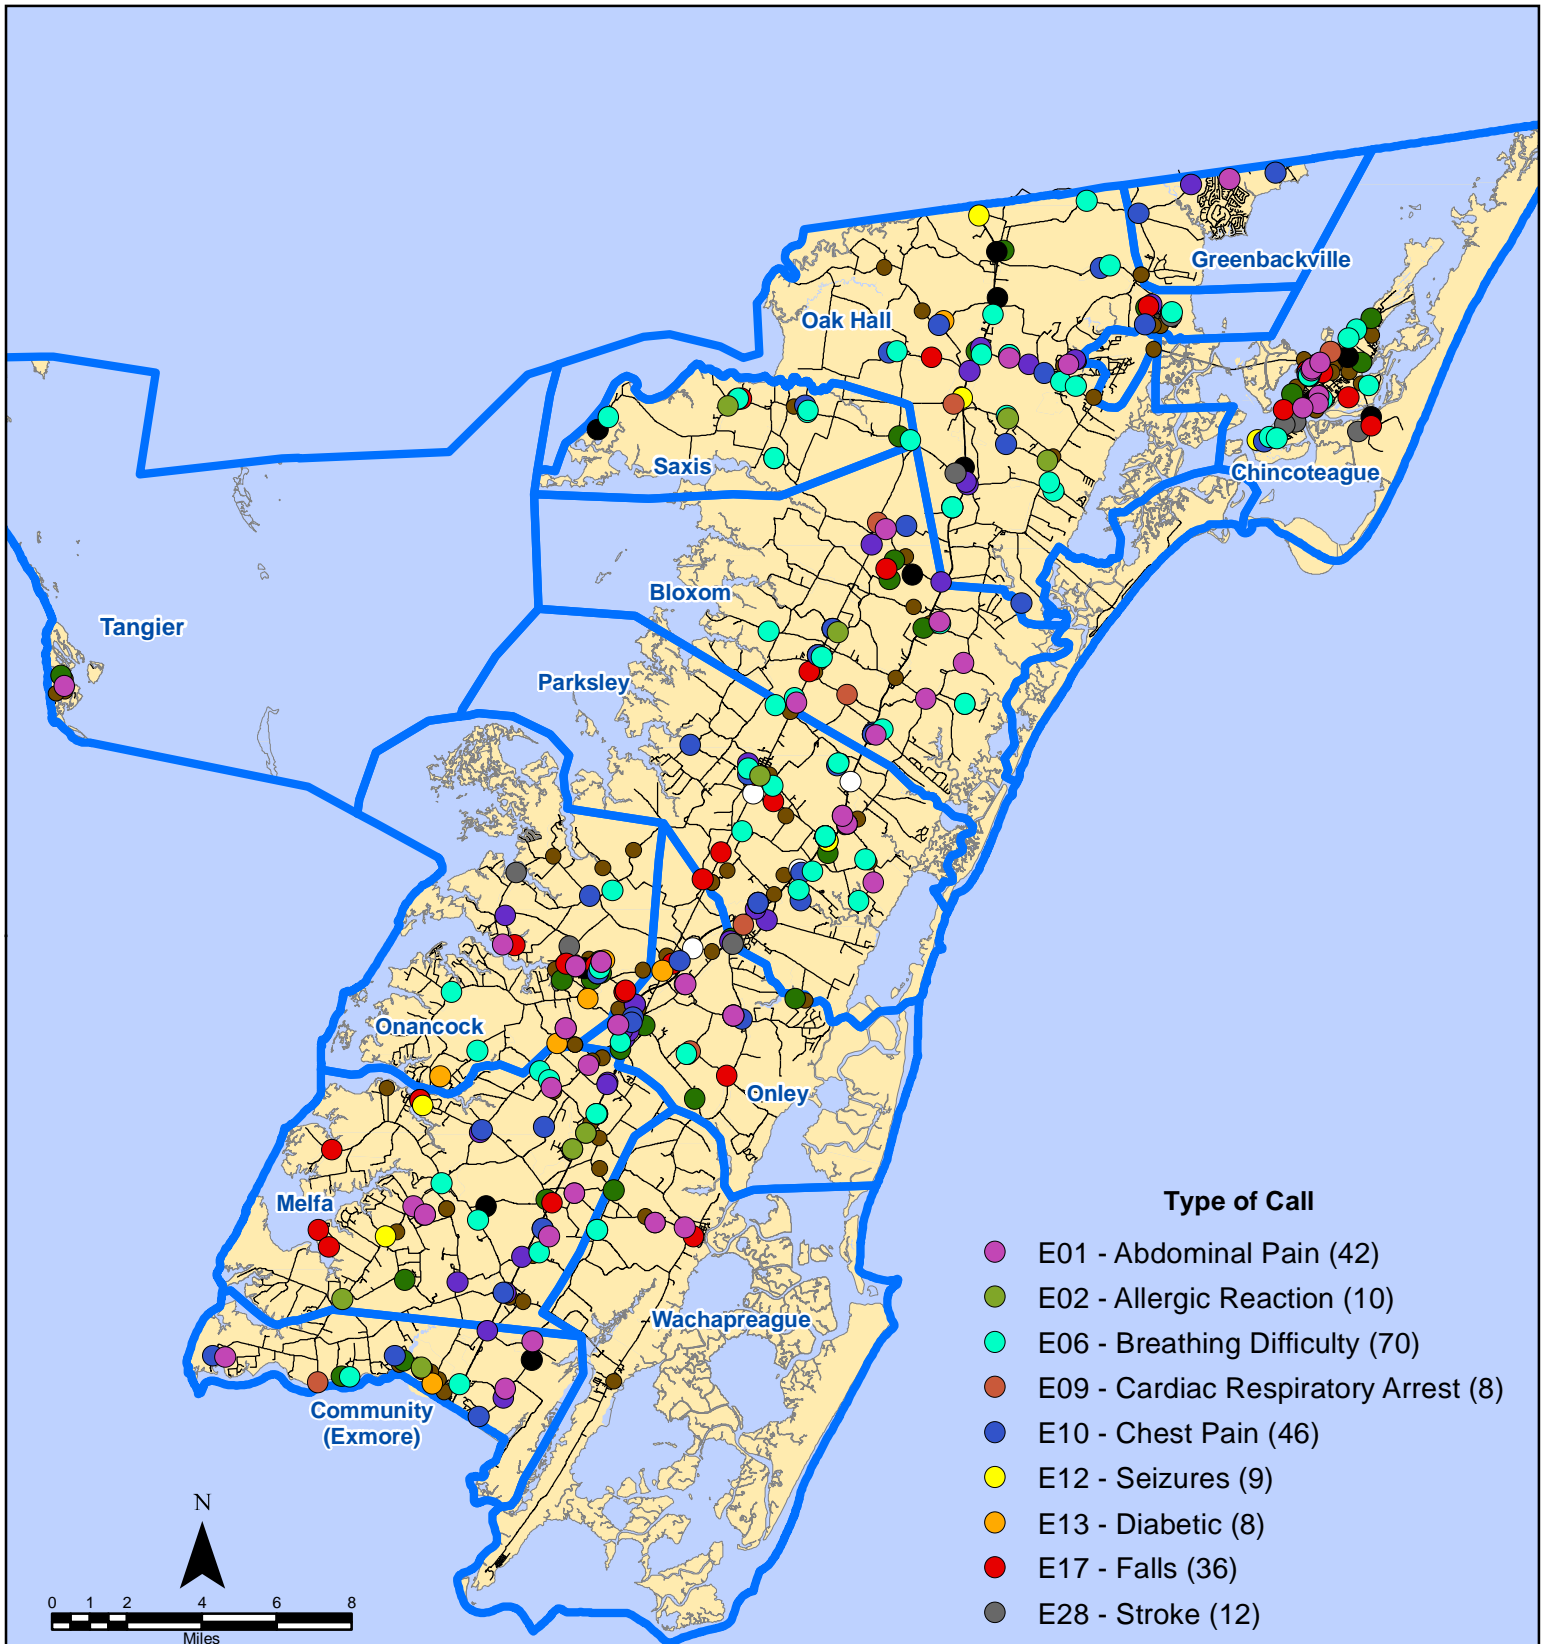 Greenbackville
Oak Hall
Saxis
Chincoteague
Bloxom
Tangier
Parksley
Onancock
Onley
Melfa
Wachapreague
Community
(Exmore)
Type of Call
E01 - Abdominal Pain (42)
E02 - Allergic Reaction (10)
E06 - Breathing Difficulty (70)
E09 - Cardiac Respiratory Arrest (8)
E10 - Chest Pain (46)
E12 - Seizures (9)
E13 - Diabetic (8)
E17 - Falls (36)
E28 - Stroke (12)
N
0 1 2 4 6 8
Miles